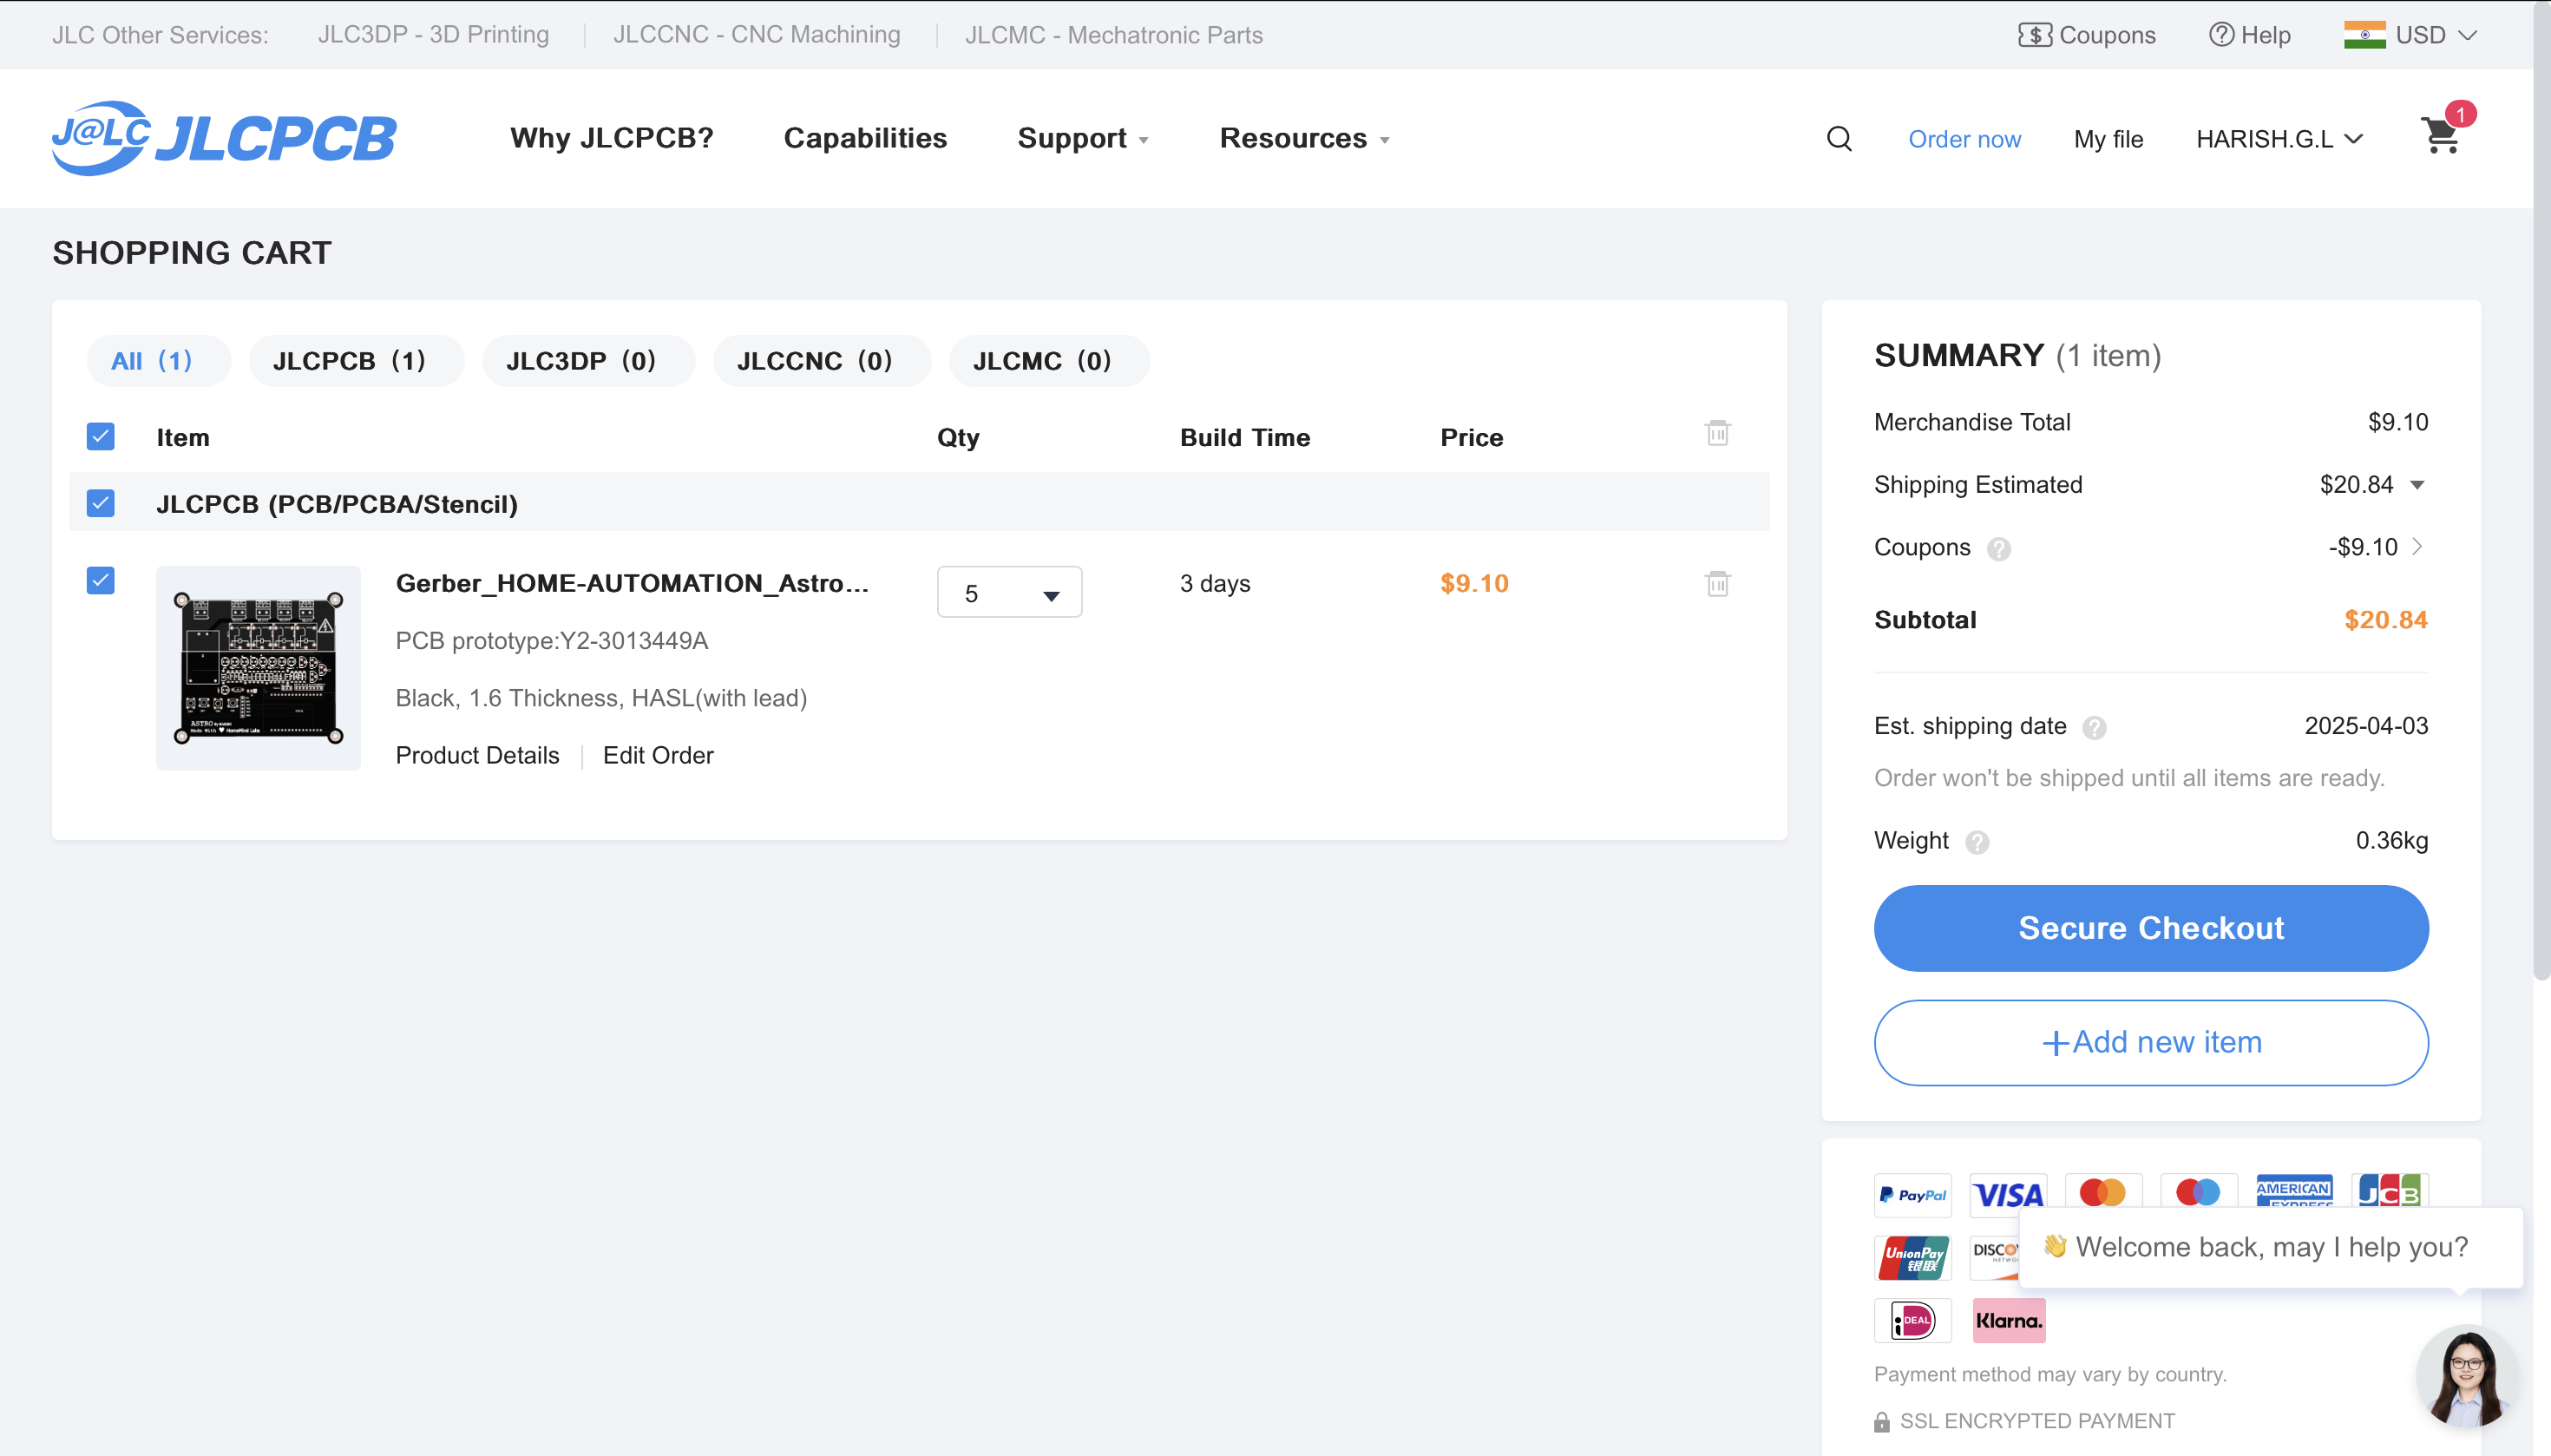 JLC Other Services: JLC3DP - 3D Printing JLCCNC - CNC Machining JLCMC - Mechatronic Parts Coupons Help USD
J@LC JLCPCB Why JLCPCB? Capabilities Support Resources Order now My file HARISH.G.L 1
SHOPPING CART
All (1) JLCPCB (1) JLC3DP (0) JLCCNC (0) JLCMC (0)
Item Qty Build Time Price
JLCPCB (PCB/PCBA/Stencil)
Gerber_HOME-AUTOMATION_Astro... 5 3 days $9.10
PCB prototype:Y2-3013449A
Black, 1.6 Thickness, HASL(with lead)
Product Details Edit Order
SUMMARY (1 item)
Merchandise Total $9.10
Shipping Estimated $20.84
Coupons ? -$9.10
Subtotal $20.84
Est. shipping date ? 2025-04-03
Order won't be shipped until all items are ready.
Weight ? 0.36kg
Secure Checkout
+Add new item
PayPal VISA AMERICAN EXPRESS JCB
UnionPay 银联
👋 Welcome back, may I help you?
iDEAL Klarna.
Payment method may vary by country.
SSL ENCRYPTED PAYMENT